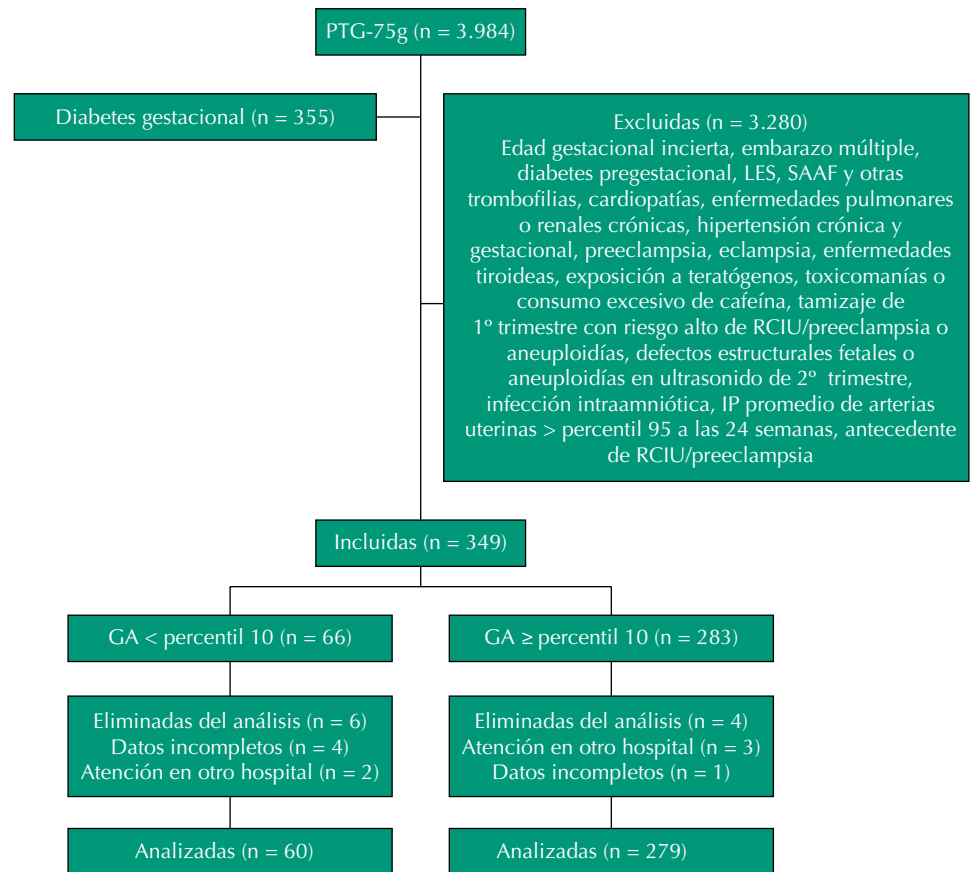 PTG-75g (n = 3.984)
Diabetes gestacional (n = 355)
Excluidas (n = 3.280)
Edad gestacional incierta, embarazo múltiple,
diabetes pregestacional, LES, SAAF y otras
trombofilias, cardiopatías, enfermedades pulmonares
o renales crónicas, hipertensión crónica y
gestacional, preeclampsia, eclampsia, enfermedades
tiroideas, exposición a teratógenos, toxicomanías o
consumo excesivo de cafeína, tamizaje de
1º trimestre con riesgo alto de RCIU/preeclampsia o
aneuploidías, defectos estructurales fetales o
aneuploidías en ultrasonido de 2º trimestre,
infección intraamniótica, IP promedio de arterias
uterinas > percentil 95 a las 24 semanas, antecedente
de RCIU/preeclampsia
Incluidas (n = 349)
GA < percentil 10 (n = 66)
GA ≥ percentil 10 (n = 283)
Eliminadas del análisis (n = 6)
Datos incompletos (n = 4)
Atención en otro hospital (n = 2)
Eliminadas del análisis (n = 4)
Atención en otro hospital (n = 3)
Datos incompletos (n = 1)
Analizadas (n = 60)
Analizadas (n = 279)